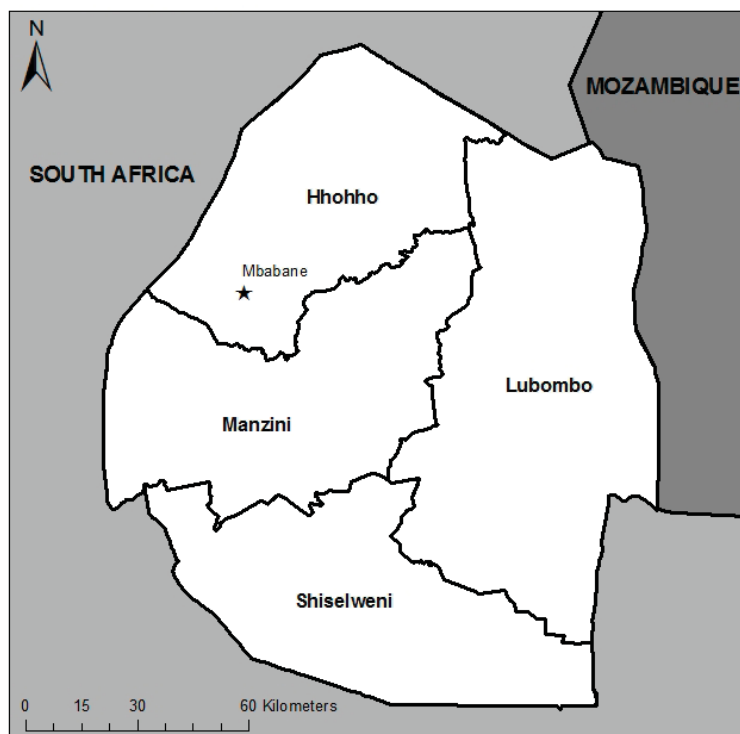 N
MOZAMBIQUE
SOUTH AFRICA
Hhohho
Mbabane
Lubombo
Manzini
Shiselweni
0 15 30 60 Kilometers